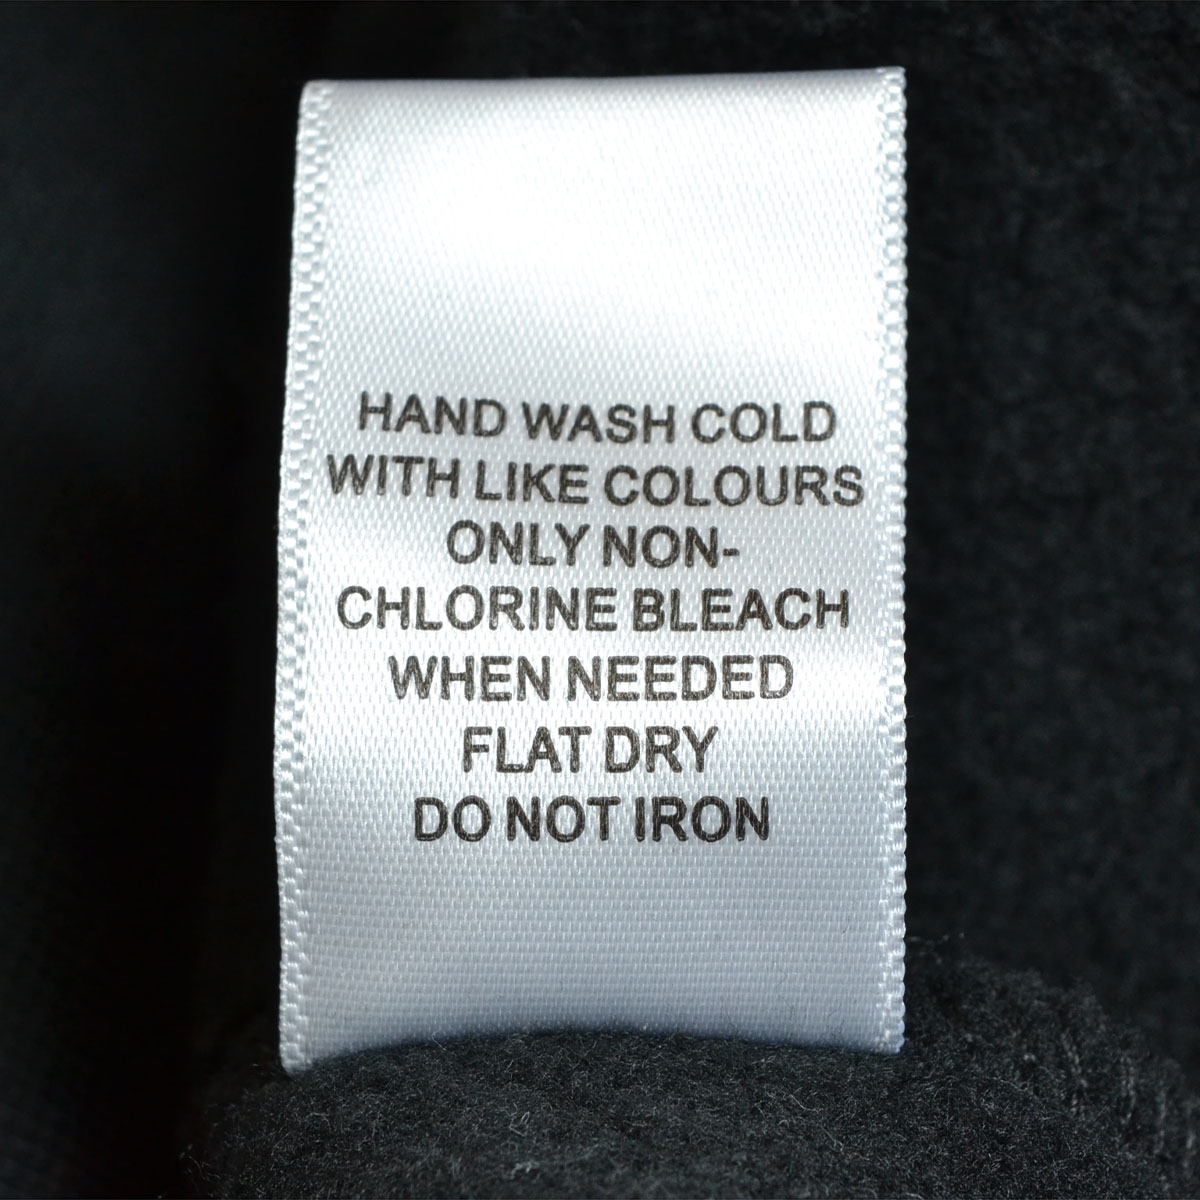 HAND WASH COLD
WITH LIKE COLOURS
ONLY NON-
CHLORINE BLEACH
WHEN NEEDED
FLAT DRY
DO NOT IRON